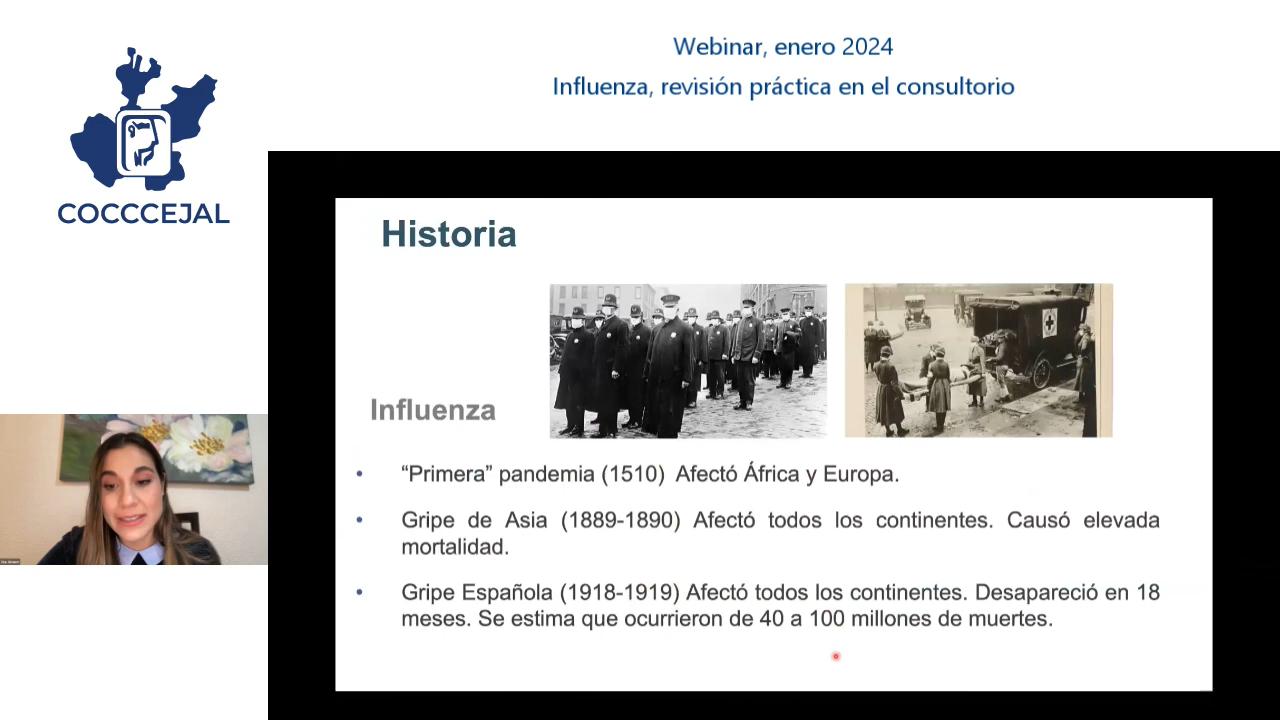 Webinar, enero 2024
Influenza, revisión práctica en el consultorio
COCCCEJAL
Historia
Influenza
• “Primera” pandemia (1510) Afectó África y Europa.
• Gripe de Asia (1889-1890) Afectó todos los continentes. Causó elevada
mortalidad.
• Gripe Española (1918-1919) Afectó todos los continentes. Desapareció en 18
meses. Se estima que ocurrieron de 40 a 100 millones de muertes.